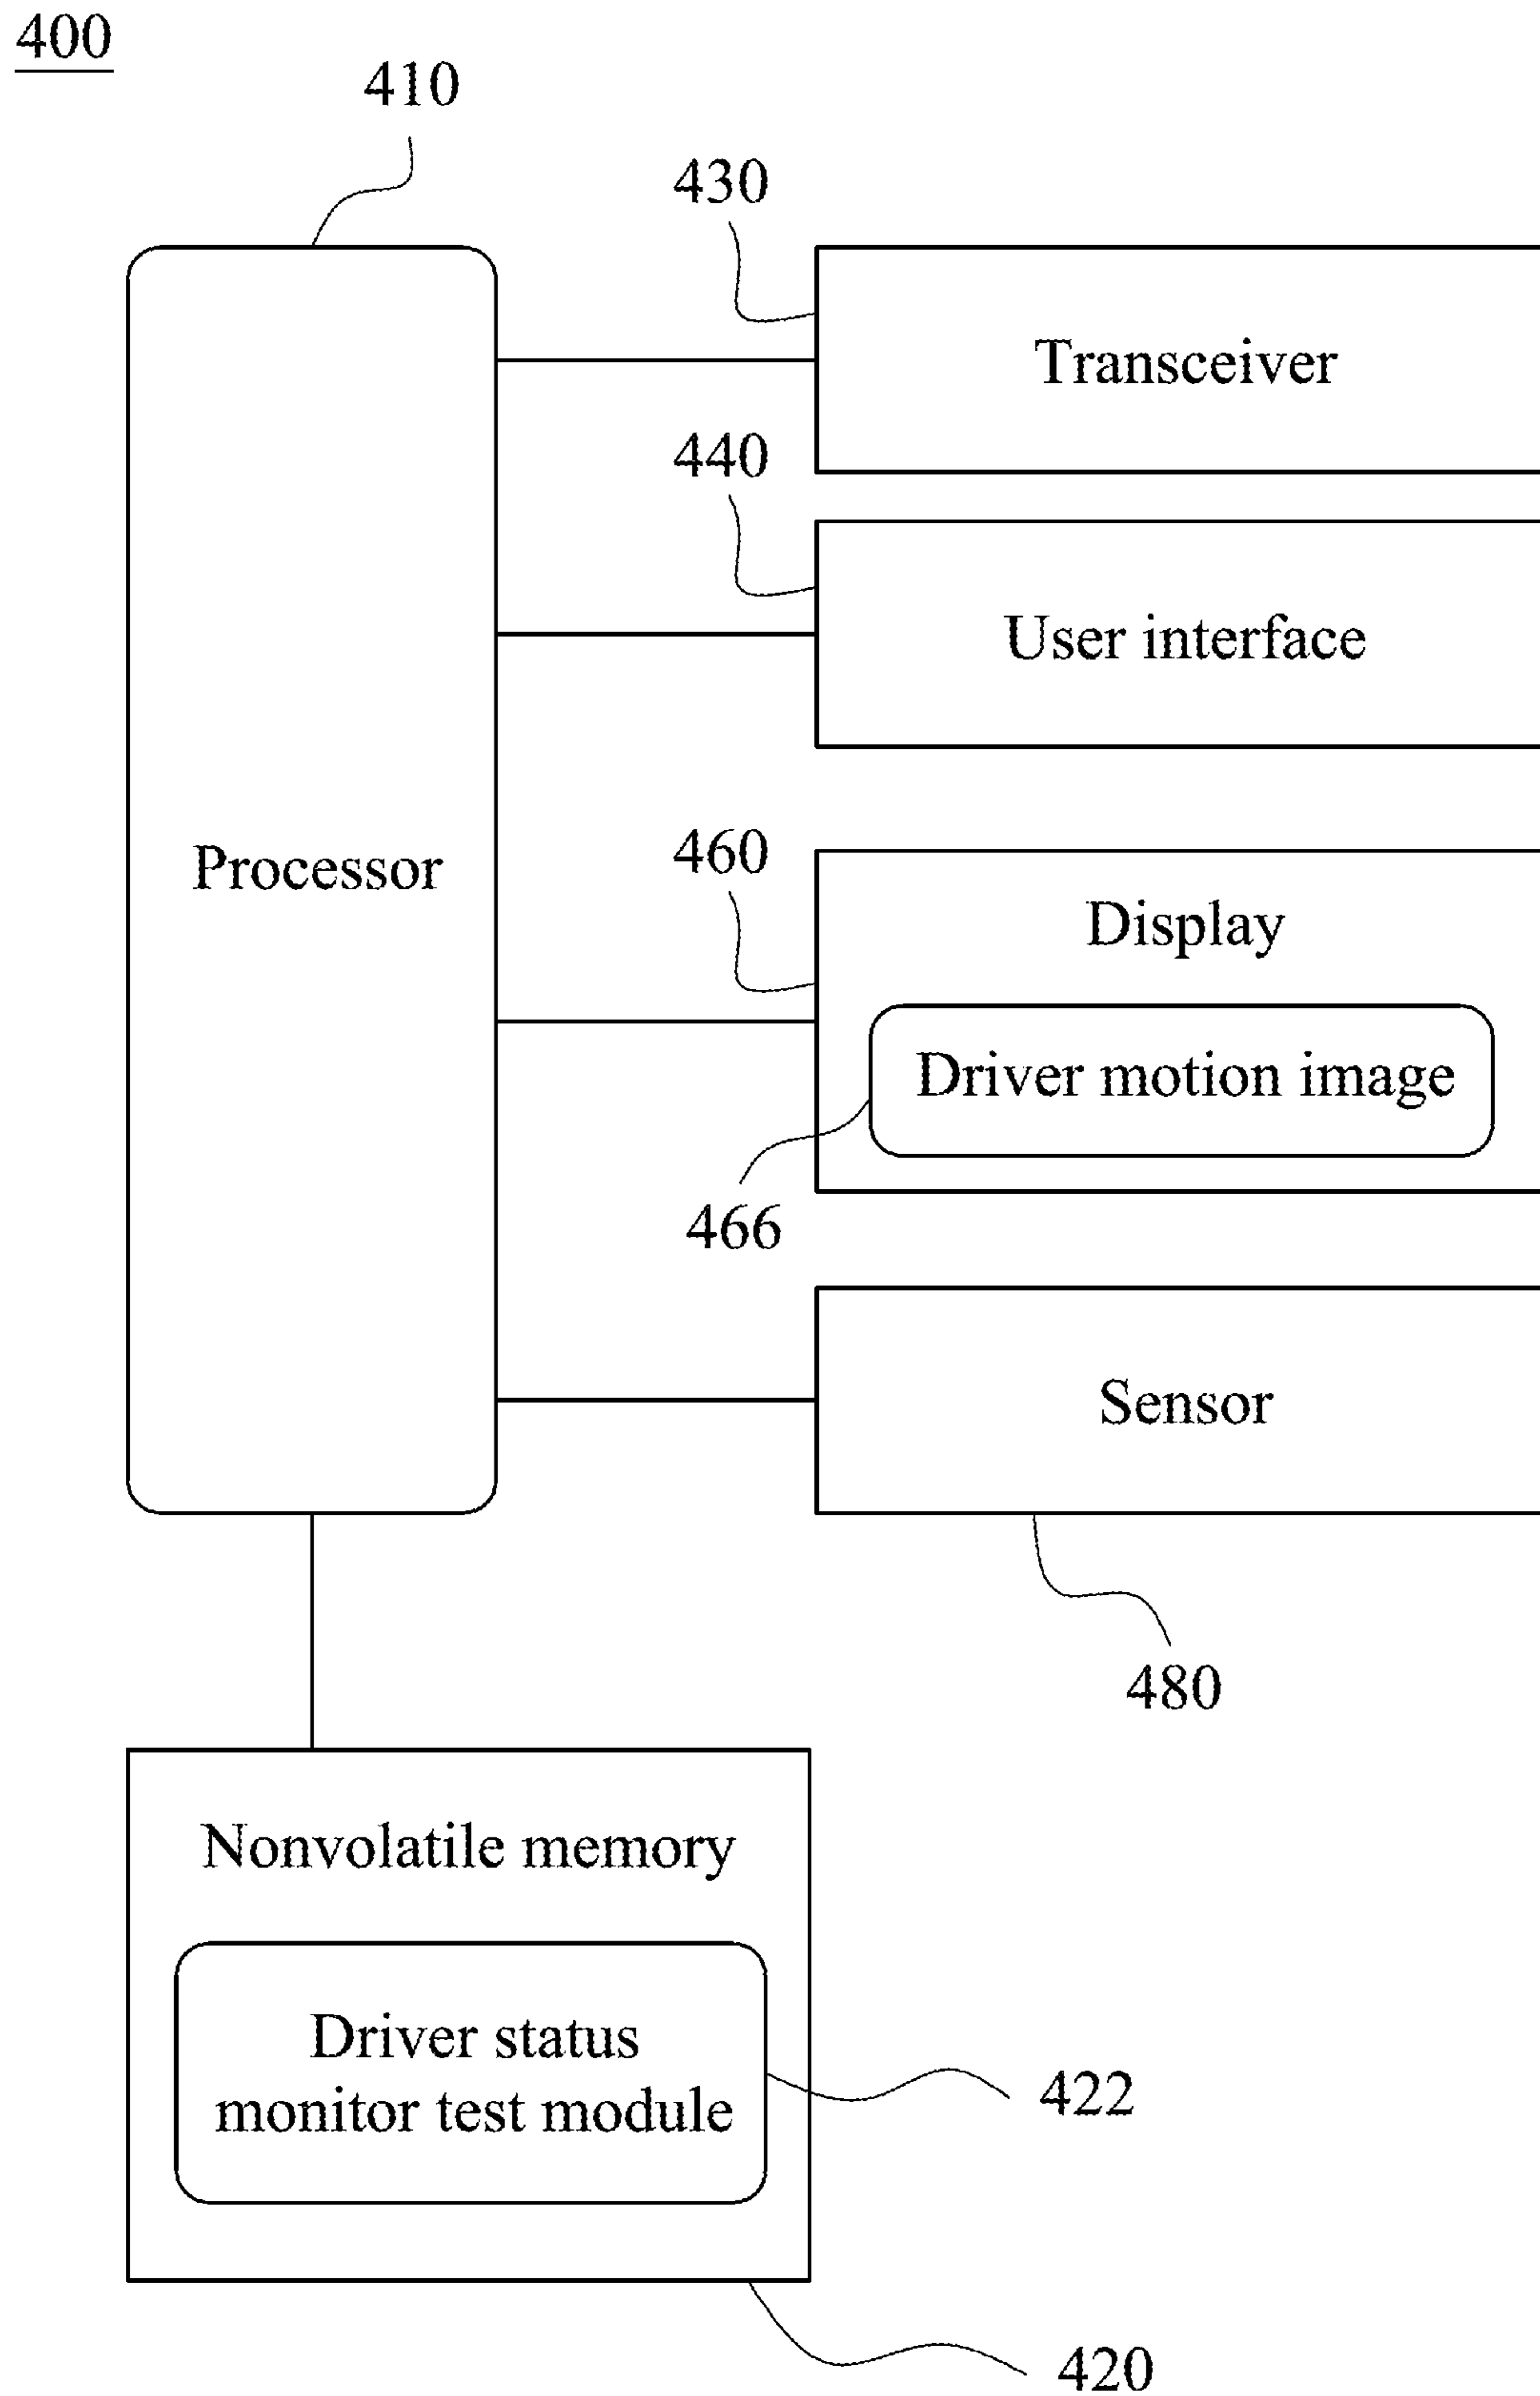 400
410
430
Transceiver
440
User interface
Processor
460
Display
Driver motion image
466
Sensor
480
Nonvolatile memory
Driver status
monitor test module
422
420